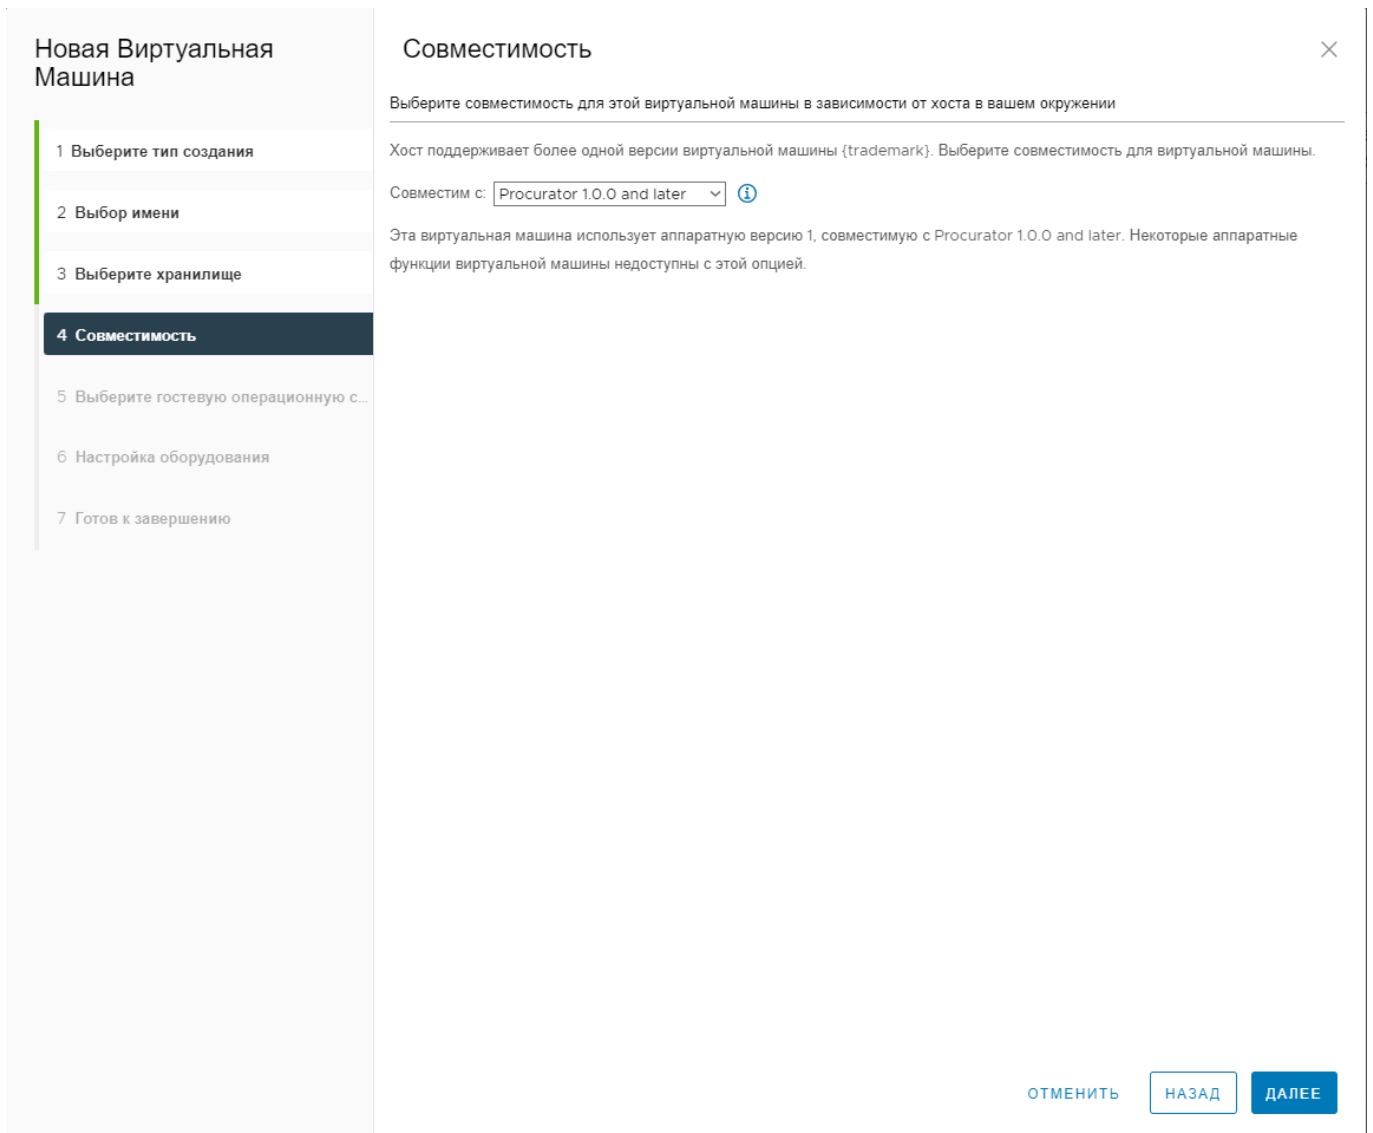 Новая Виртуальная
Машина
1 Выберите тип создания
2 Выбор имени
3 Выберите хранилище
4 Совместимость
5 Выберите гостевую операционную с...
6 Настройка оборудования
7 Готов к завершению
Совместимость
Выберите совместимость для этой виртуальной машины в зависимости от хоста в вашем окружении
Хост поддерживает более одной версии виртуальной машины {trademark}. Выберите совместимость для виртуальной машины.
Совместим с: Procurator 1.0.0 and later
Эта виртуальная машина использует аппаратную версию 1, совместимую с Procurator 1.0.0 and later. Некоторые аппаратные
функции виртуальной машины недоступны с этой опцией.
ОТМЕНИТЬ НАЗАД ДАЛЕЕ